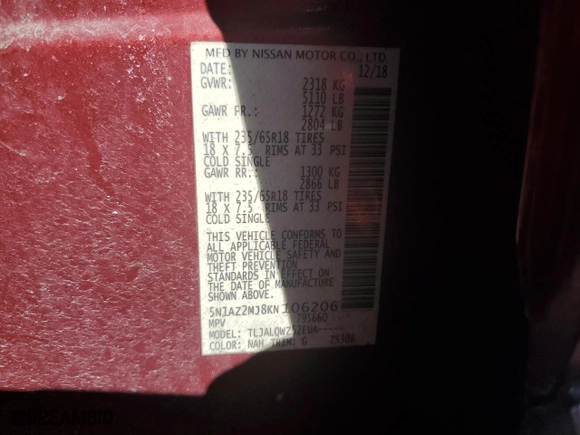 MFD BY NISSAN MOTOR CO., LTD.
DATE: 12/18
GVWR: 2318 KG
5110 LB
GAWR FR.: 1272 KG
2804 LB
WITH 235/65R18 TIRES
18 X 7.5 RIMS AT 33 PSI
COLD SINGLE
GAWR RR.: 1300 KG
2866 LB
WITH 235/65R18 TIRES
18 X 7.5 RIMS AT 33 PSI
COLD SINGLE
THIS VEHICLE CONFORMS TO
ALL APPLICABLE FEDERAL
MOTOR VEHICLE SAFETY AND
THEFT PREVENTION
STANDARDS IN EFFECT ON
THE DATE OF MANUFACTURE
SHOWN ABOVE.
5N1AZ2MJ8KN106206
MPV 795660
MODEL: TLJALQWZ52EUA-----
COLOR: NAH TRIM: G 25304
DREAMBID